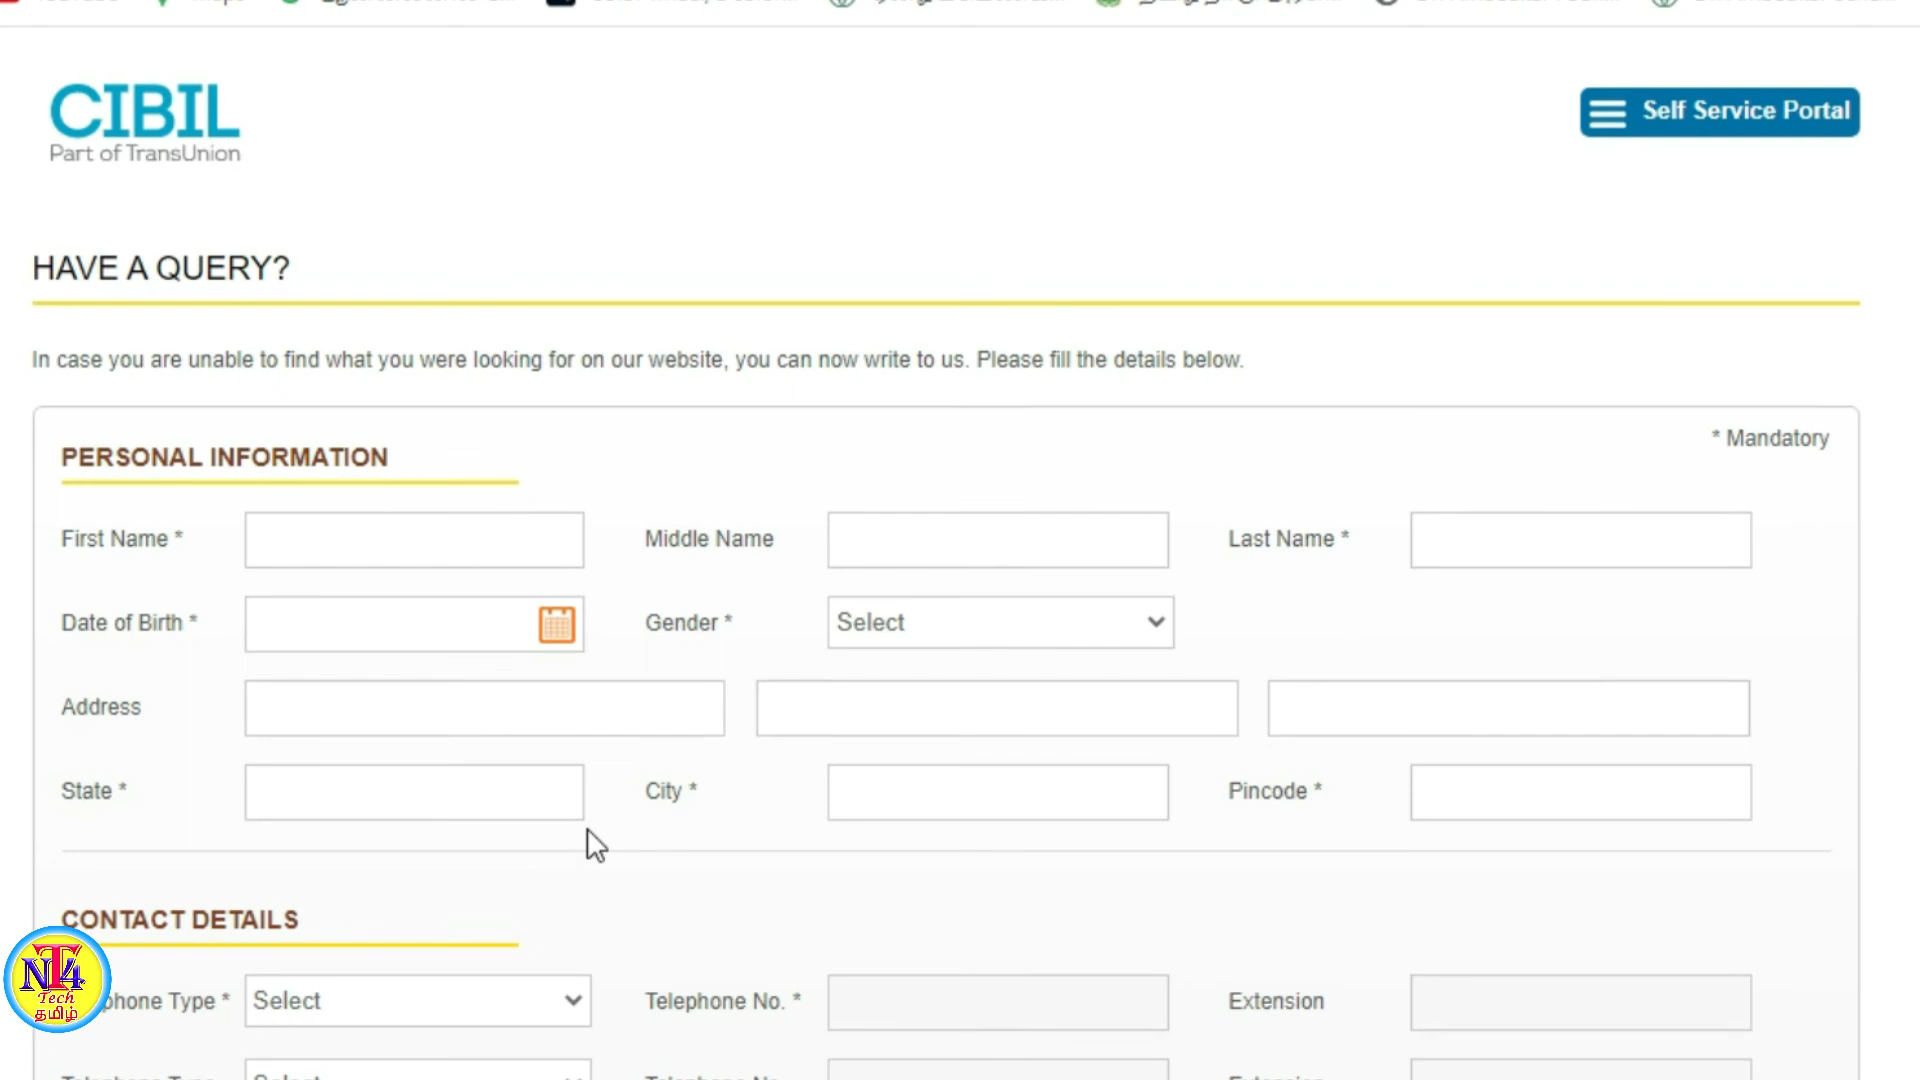 CIBIL
Part of TransUnion
Self Service Portal
HAVE A QUERY?
In case you are unable to find what you were looking for on our website, you can now write to us. Please fill the details below.
* Mandatory
PERSONAL INFORMATION
First Name * Middle Name Last Name *
Date of Birth * Gender * Select
Address
State * City * Pincode *
CONTACT DETAILS
phone Type * Select Telephone No. * Extension
NT4
Tech
தமிழ்